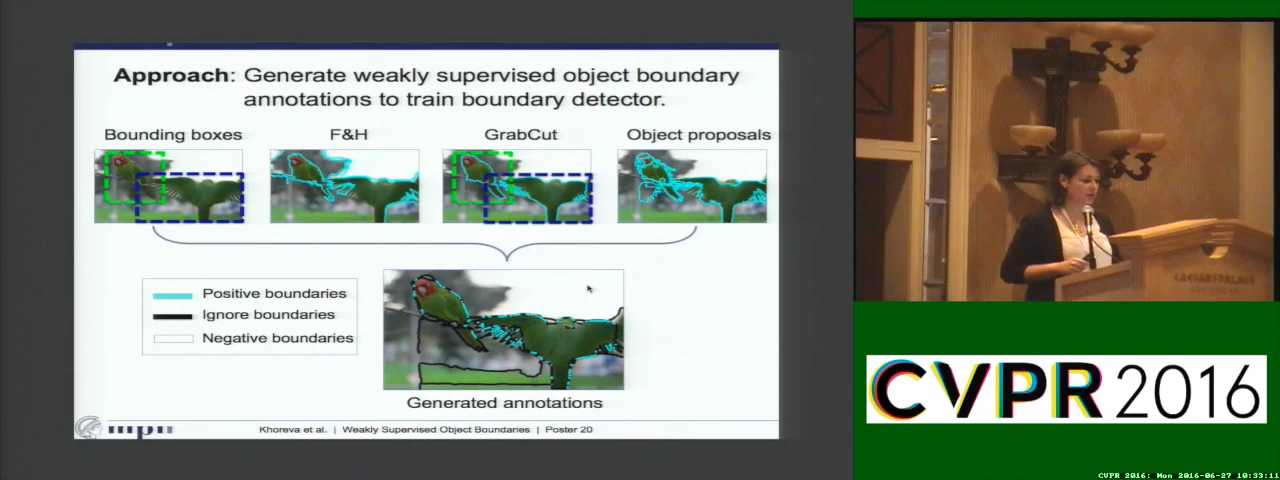 Approach: Generate weakly supervised object boundary
annotations to train boundary detector.
Bounding boxes
F&H
GrabCut
Object proposals
Positive boundaries
Ignore boundaries
Negative boundaries
Generated annotations
Khoreva et al. | Weakly Supervised Object Boundaries | Poster 20
CAESARS PALACE
CVPR 2016
CVPR 2016: Mon 2016-06-27 10:33:11